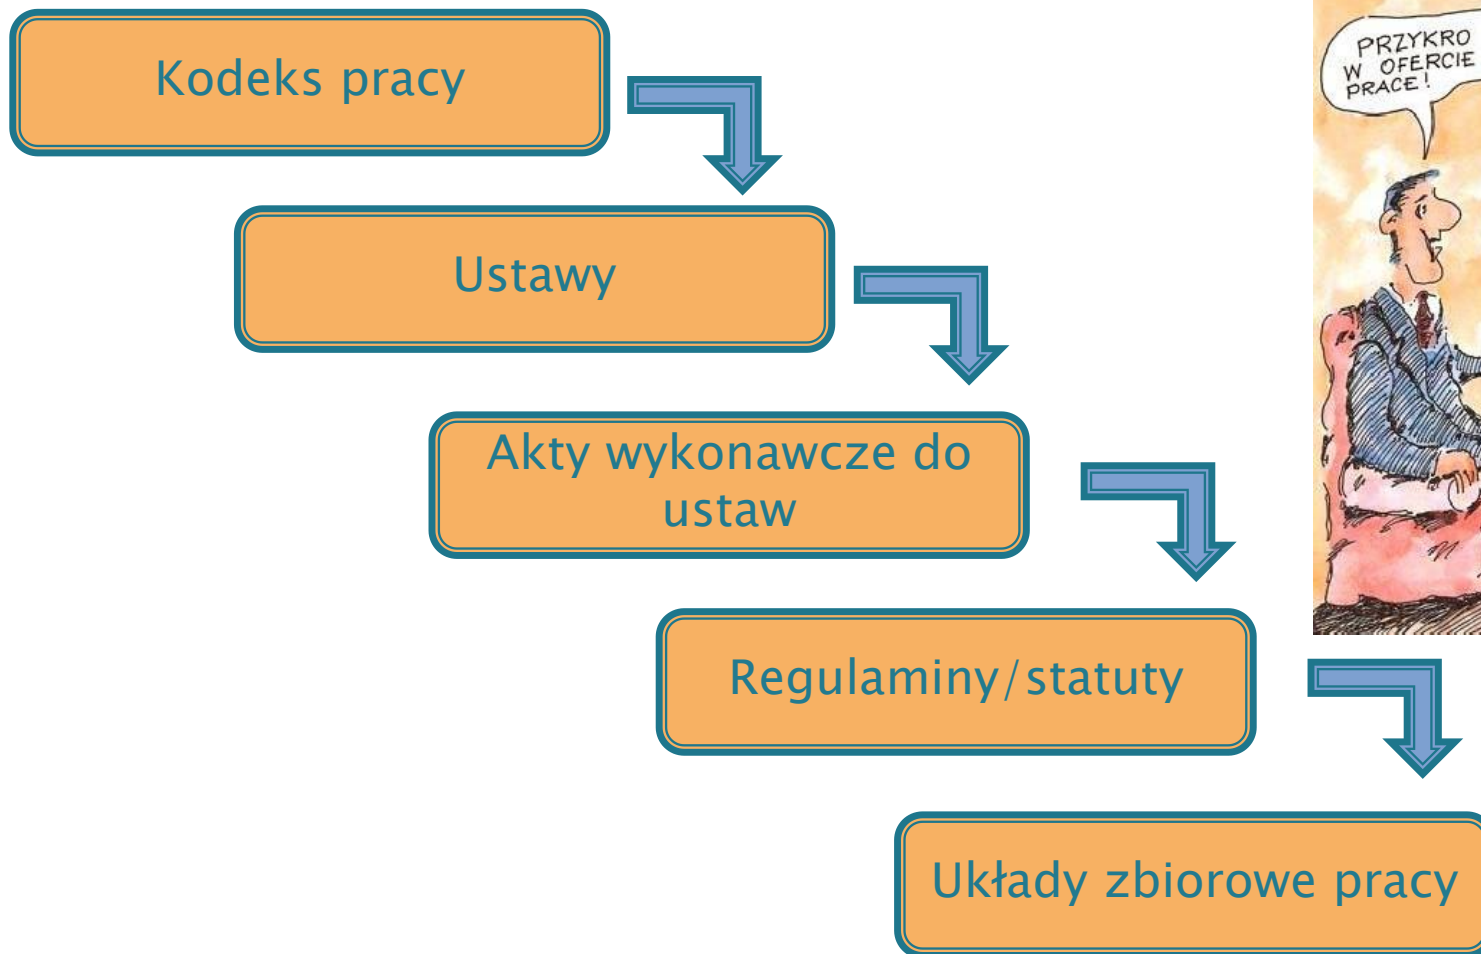 Kodeks pracy
PRZYKRO
W OFERCIE
PRACE!
Ustawy
Akty wykonawcze do
ustaw
Regulaminy/statuty
Układy zbiorowe pracy